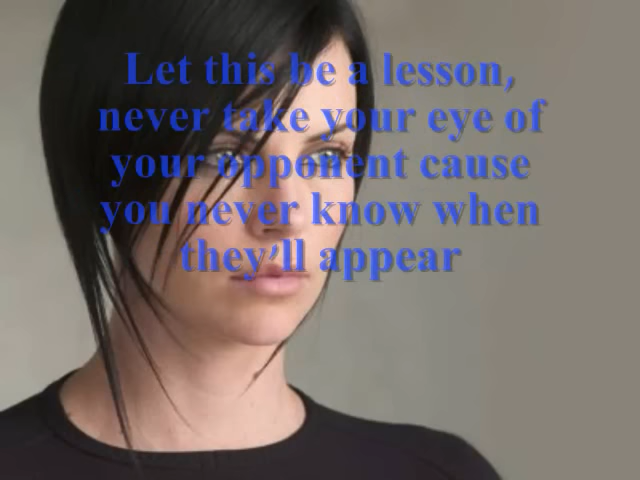 Let this be a lesson,
never take your eye of
your opponent cause
you never know when
they'll appear